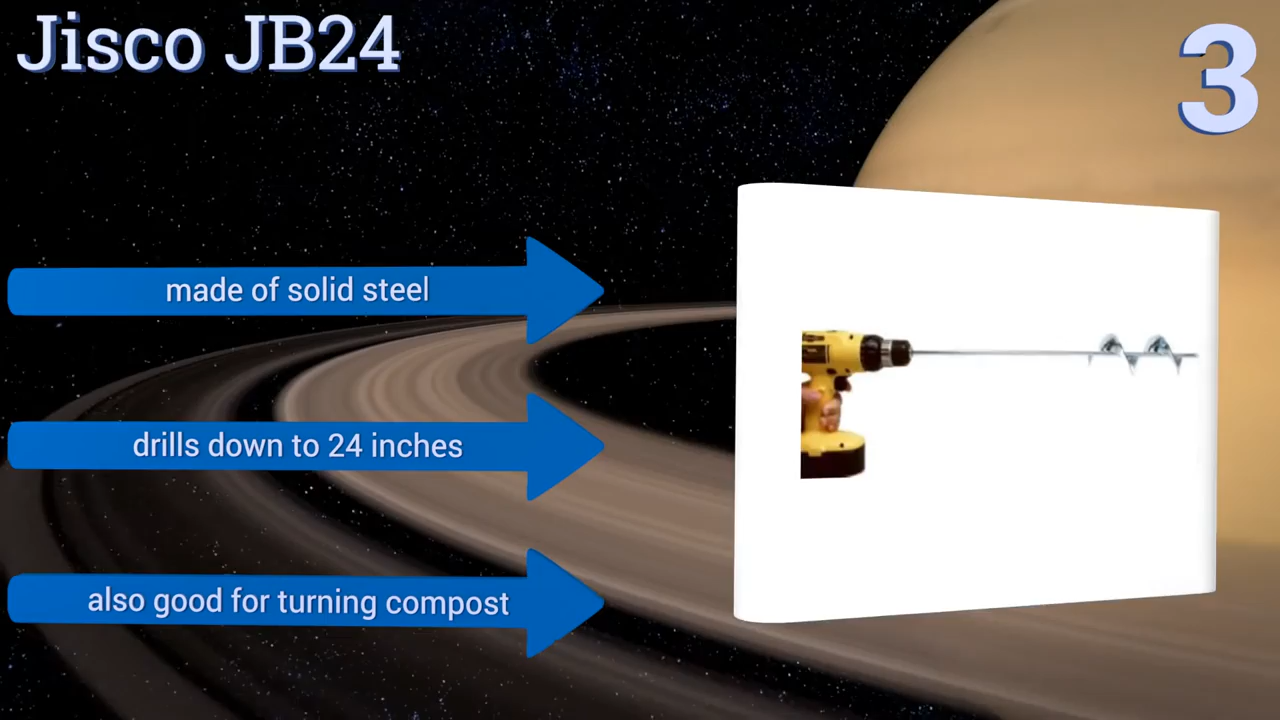 Jisco JB24
3
made of solid steel
drills down to 24 inches
also good for turning compost